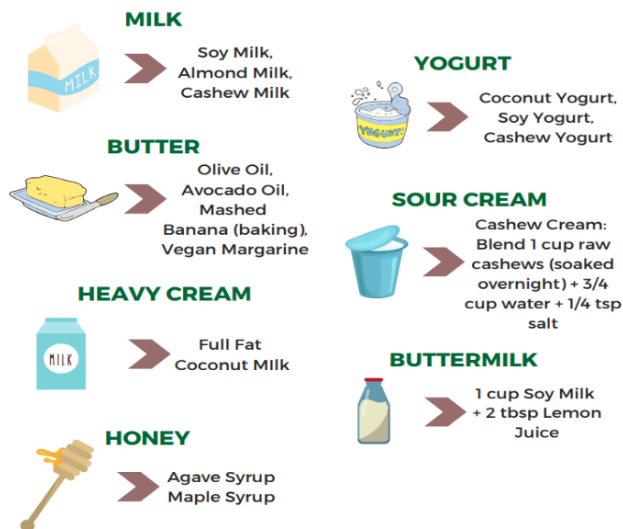 MILK
MILK
Soy Milk,
Almond Milk,
Cashew Milk
BUTTER
Olive Oil,
Avocado Oil,
Mashed
Banana (baking),
Vegan Margarine
HEAVY CREAM
MILK
Full Fat
Coconut MIlk
HONEY
Agave Syrup
Maple Syrup
YOGURT
YOGURT
Coconut Yogurt,
Soy Yogurt,
Cashew Yogurt
SOUR CREAM
Cashew Cream:
Blend 1 cup raw
cashews (soaked
overnight) + 3/4
cup water + 1/4 tsp
salt
BUTTERMILK
1 cup Soy Milk
+ 2 tbsp Lemon
Juice